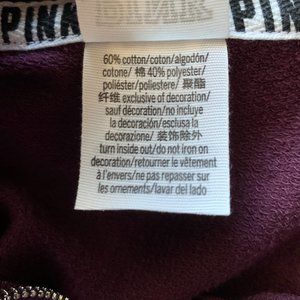 PINK
PINK
60% cotton/coton/algodón/
cotone/ 棉 40% polyester/
poliéster/poliestere/ 聚酯
纤维 exclusive of decoration/
sauf décoration/no incluye
la decoración/esclusa la
decorazione/ 装饰除外
turn inside out/do not iron on
decoration/retourner le vêtement
à l'envers/ne pas repasser sur
les ornements/lavar del lado